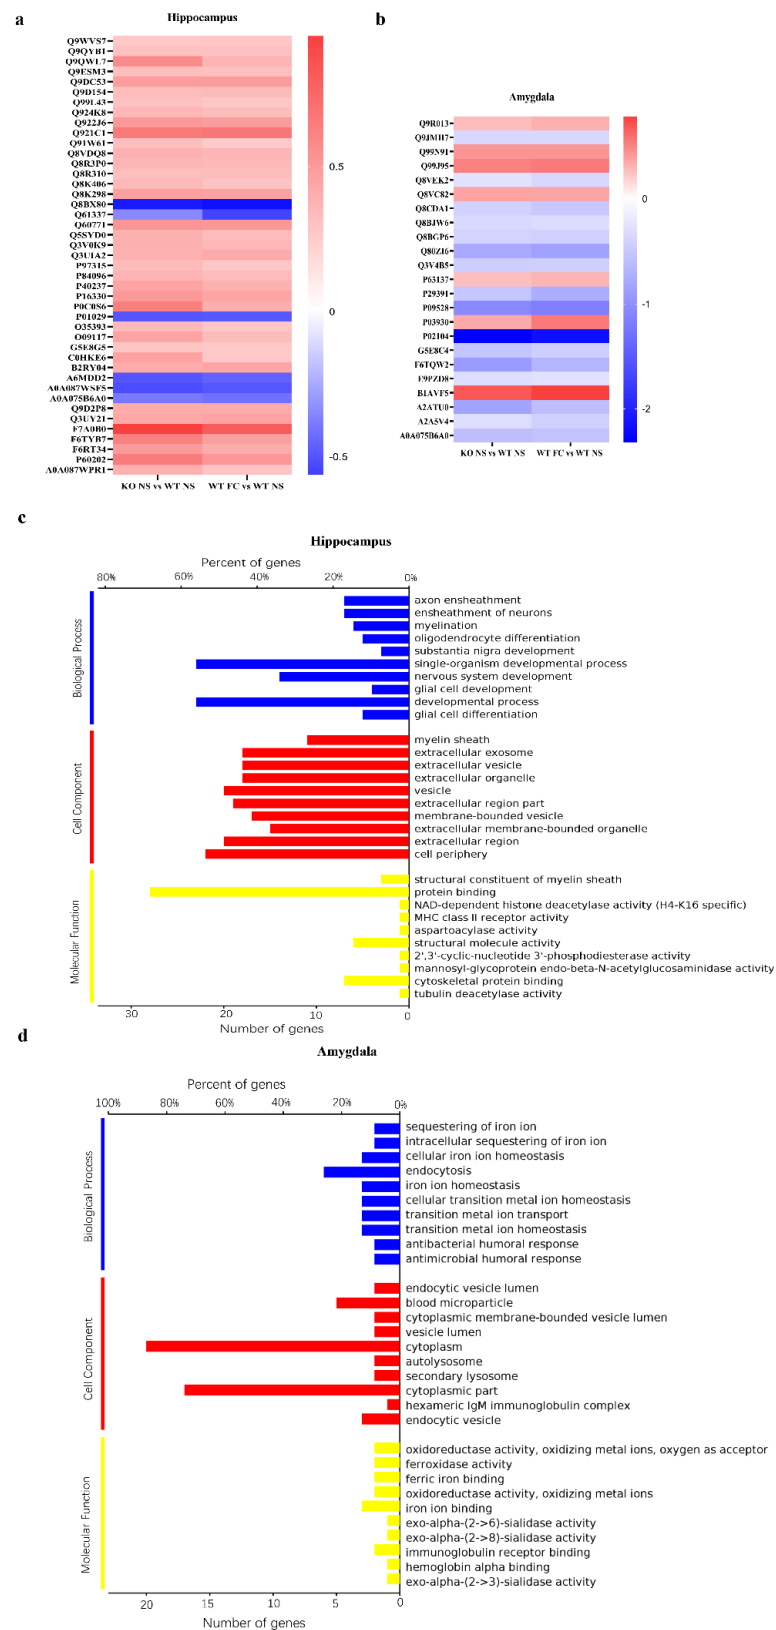 a
Hippocampus
Q9WVS7
Q9QYB1
Q9QWL7
Q9ESM3
Q9DC53
Q9D154
Q99L43
Q924K8
Q922J6
Q921C1
Q91W61
Q8VDQ8
Q8R3P0
Q8R310
Q8K406
Q8K298
Q8BX80
Q61337
Q60771
Q5SYD0
Q3V0K9
Q3U1A2
P97315
P84096
P40237
P16330
P0C0S6
P01029
O35393
O09117
G5E8G5
C0HKE6
B2RY04
A6MDD2
A0A087WSF5
A0A075B6A0
Q9D2P8
Q3UY21
F7A0B0
F6TYB7
F6RT34
P60202
A0A087WPR1
KO NS vs WT NS
WT FC vs WT NS
0.5
0
-0.5
b
Amygdala
Q9R013
Q9JMH7
Q99N91
Q99J95
Q8VEK2
Q8VC82
Q8CDA1
Q8BJW6
Q8BGP6
Q80ZI6
Q3V4B5
P63137
P29391
P09528
P03930
P02104
G5E8C4
F6TQW2
E9PZD8
B1AVF5
A2ATU0
A2A5V4
A0A075B6A0
KO NS vs WT NS
WT FC vs WT NS
0
-1
-2
c
Hippocampus
Percent of genes
80%
60%
40%
20%
0%
Biological Process
axon ensheathment
ensheathment of neurons
myelination
oligodendrocyte differentiation
substantia nigra development
single-organism developmental process
nervous system development
glial cell development
developmental process
glial cell differentiation
Cell Component
myelin sheath
extracellular exosome
extracellular vesicle
extracellular organelle
vesicle
extracellular region part
membrane-bounded vesicle
extracellular membrane-bounded organelle
extracellular region
cell periphery
Molecular Function
structural constituent of myelin sheath
protein binding
NAD-dependent histone deacetylase activity (H4-K16 specific)
MHC class II receptor activity
aspartoacylase activity
structural molecule activity
2',3'-cyclic-nucleotide 3'-phosphodiesterase activity
mannosyl-glycoprotein endo-beta-N-acetylglucosaminidase activity
cytoskeletal protein binding
tubulin deacetylase activity
30
20
10
0
Number of genes
d
Amygdala
Percent of genes
100%
80%
60%
40%
20%
0%
Biological Process
sequestering of iron ion
intracellular sequestering of iron ion
cellular iron ion homeostasis
endocytosis
iron ion homeostasis
cellular transition metal ion homeostasis
transition metal ion transport
transition metal ion homeostasis
antibacterial humoral response
antimicrobial humoral response
Cell Component
endocytic vesicle lumen
blood microparticle
cytoplasmic membrane-bounded vesicle lumen
vesicle lumen
cytoplasm
autolysosome
secondary lysosome
cytoplasmic part
hexameric IgM immunoglobulin complex
endocytic vesicle
Molecular Function
oxidoreductase activity, oxidizing metal ions, oxygen as acceptor
ferroxidase activity
ferric iron binding
oxidoreductase activity, oxidizing metal ions
iron ion binding
exo-alpha-(2->6)-sialidase activity
exo-alpha-(2->8)-sialidase activity
immunoglobulin receptor binding
hemoglobin alpha binding
exo-alpha-(2->3)-sialidase activity
20
15
10
5
0
Number of genes